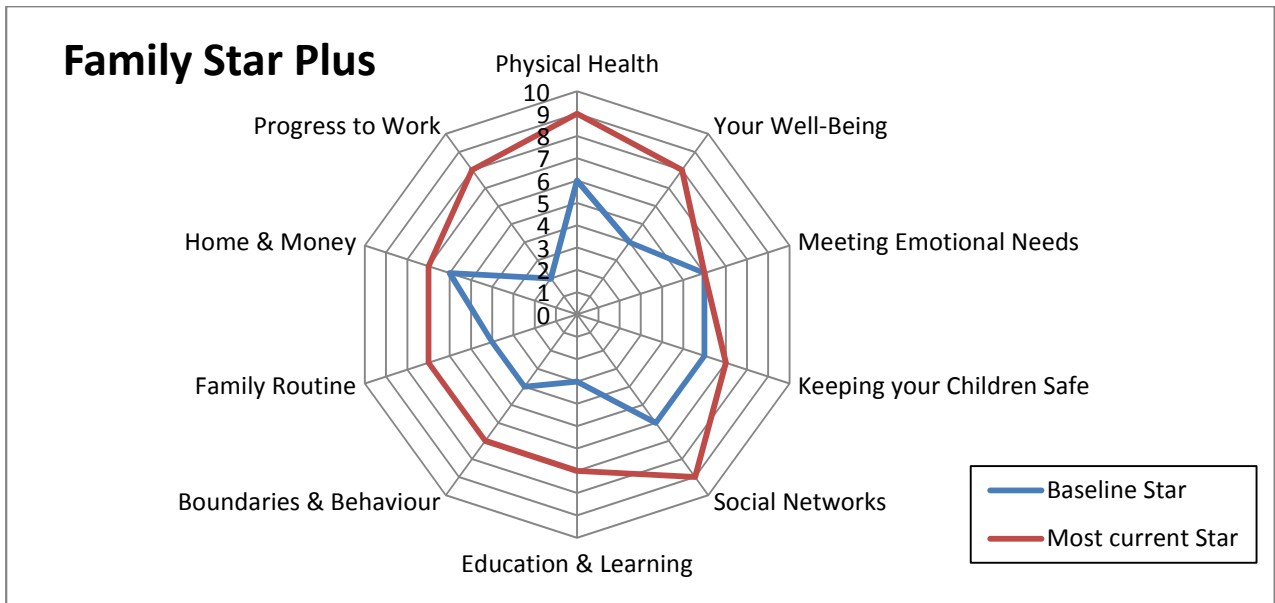 Family Star Plus
Physical Health
Your Well-Being
Meeting Emotional Needs
Keeping your Children Safe
Social Networks
Education & Learning
Boundaries & Behaviour
Family Routine
Home & Money
Progress to Work
10
9
8
7
6
5
4
3
2
1
0
Baseline Star
Most current Star